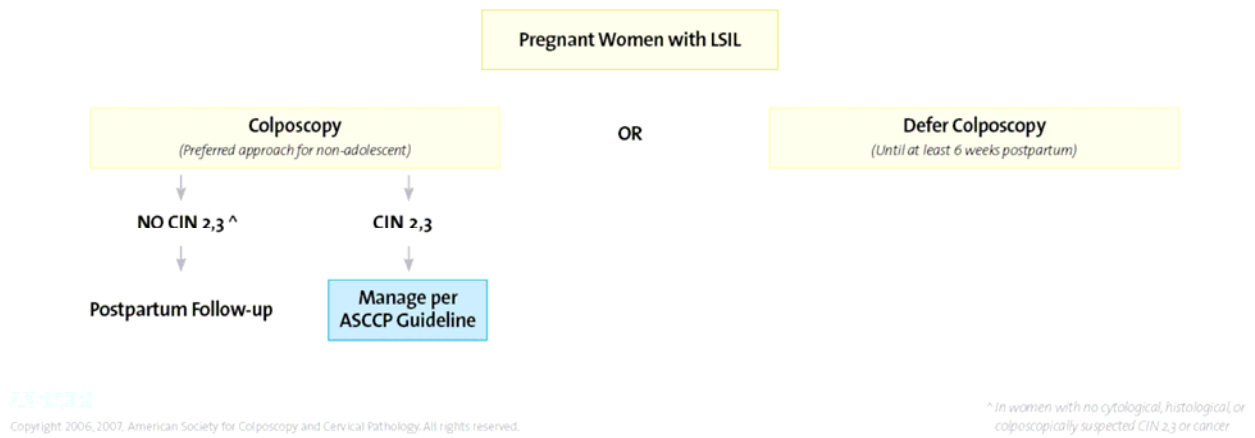 Pregnant Women with LSIL
Colposcopy
(Preferred approach for non-adolescent)
OR
Defer Colposcopy
(Until at least 6 weeks postpartum)
NO CIN 2,3 ^
CIN 2,3
Postpartum Follow-up
Manage per
ASCCP Guideline
^ In women with no cytological, histological, or
colposcopically suspected CIN 2,3 or cancer
Copyright 2006, 2007, American Society for Colposcopy and Cervical Pathology. All rights reserved.